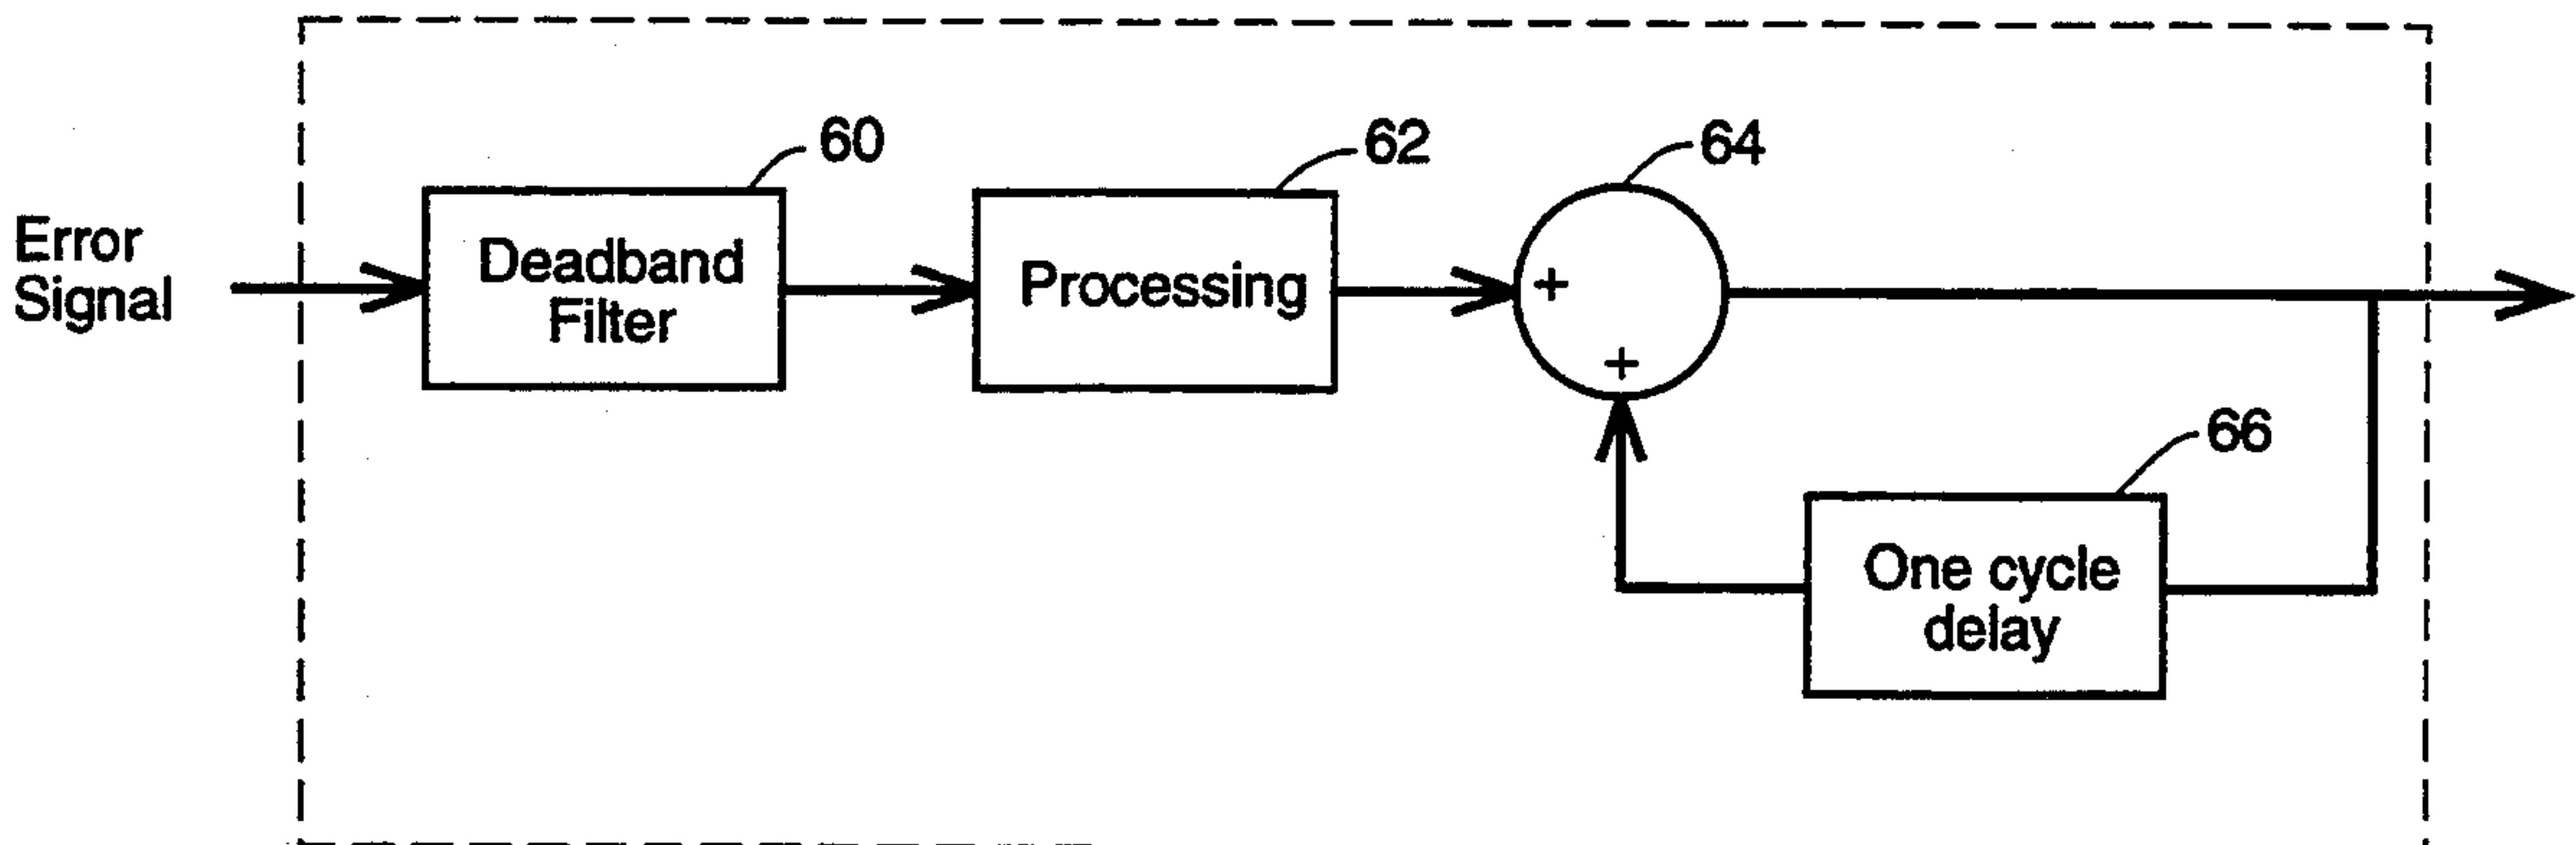 60
62
64
Error
Signal
Deadband
Filter
Processing
+
+
66
One cycle
delay